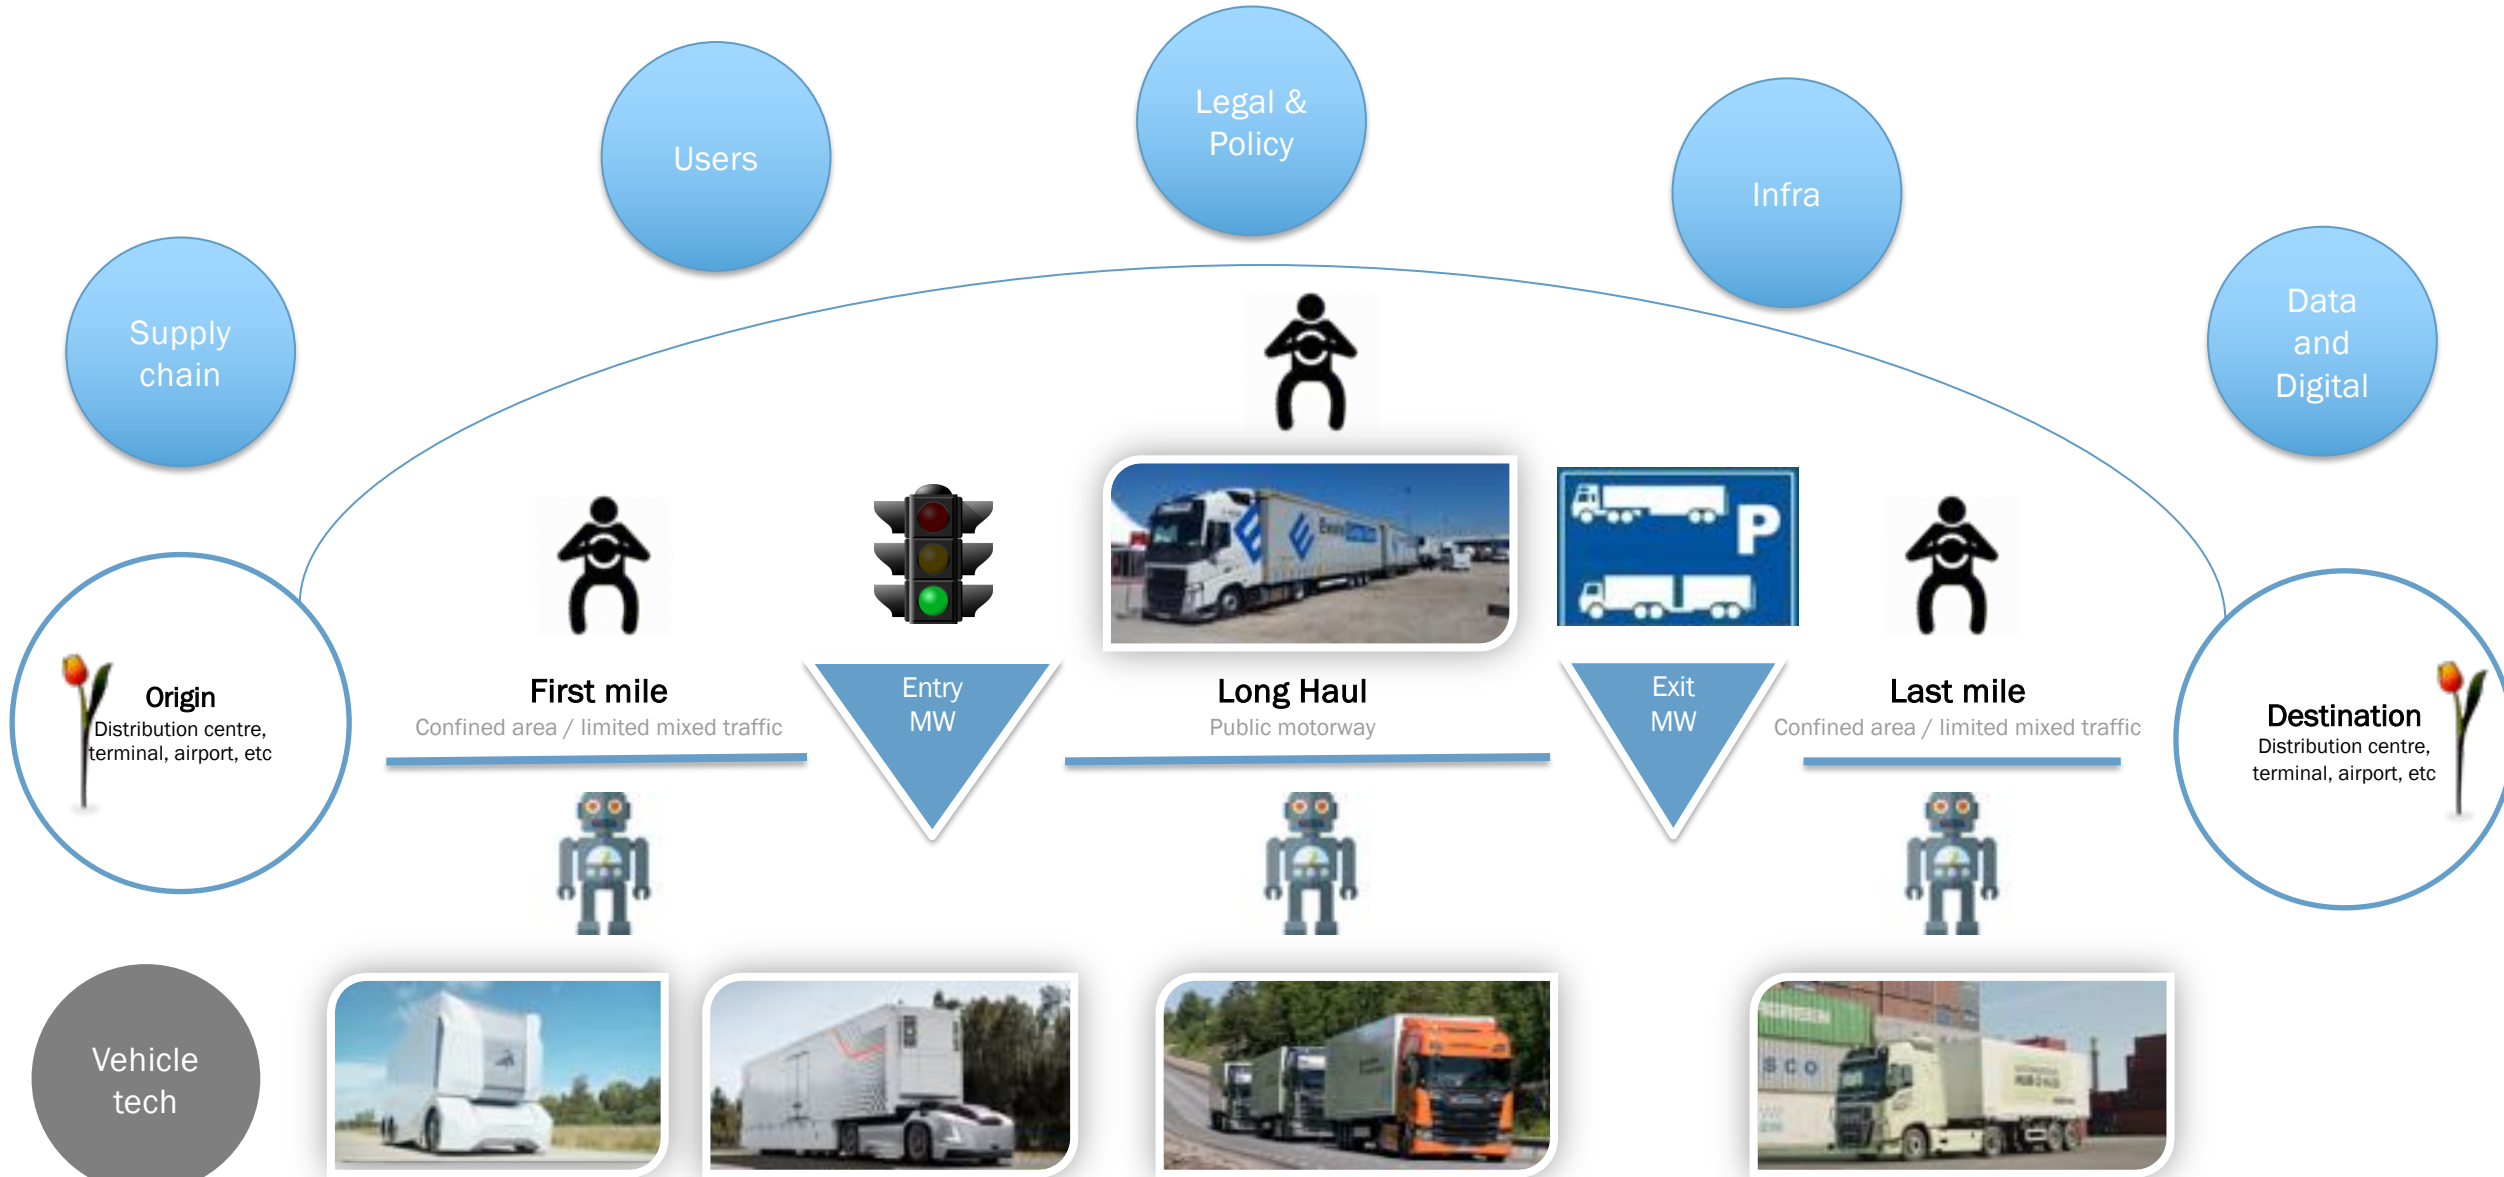 Legal &
Policy
Users
Infra
Supply
chain
Data
and
Digital
P
Origin
Distribution centre,
terminal, airport, etc
First mile
Confined area / limited mixed traffic
Entry
MW
Long Haul
Public motorway
Exit
MW
Last mile
Confined area / limited mixed traffic
Destination
Distribution centre,
terminal, airport, etc
Vehicle
tech